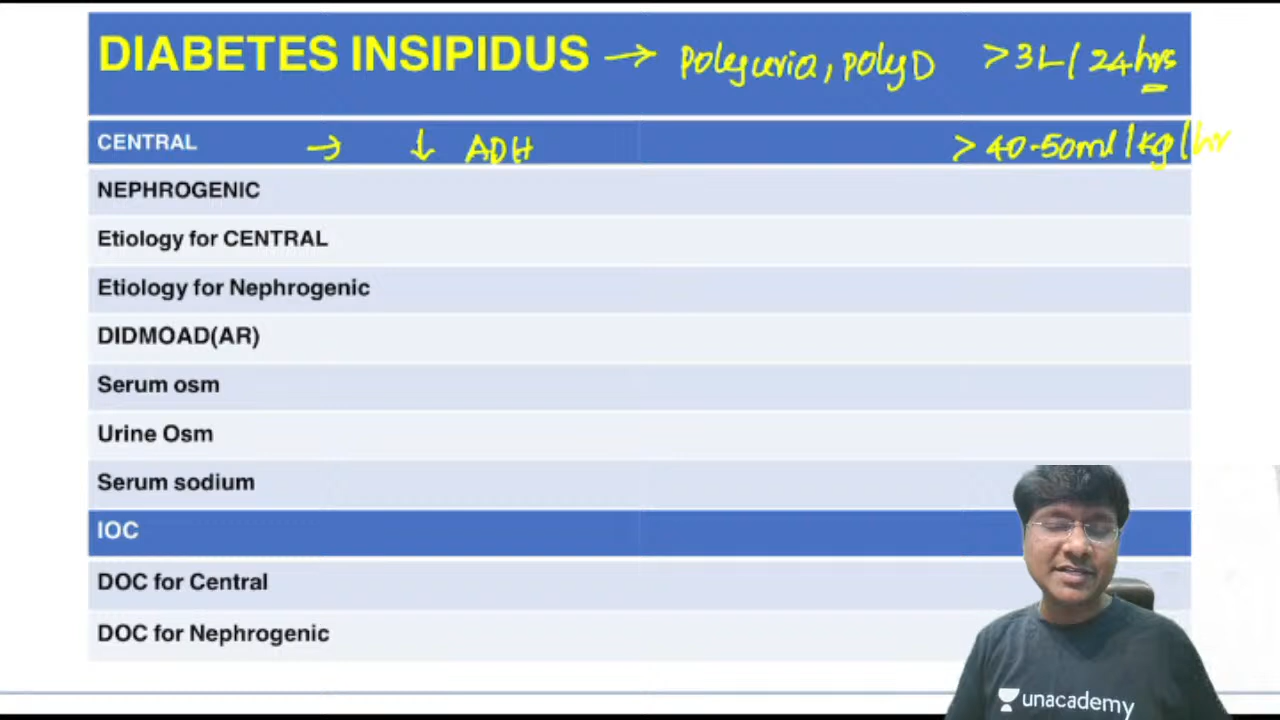 DIABETES INSIPIDUS → Polyuria, polyD >3L/24hrs
CENTRAL → ↓ ADH >40-50ml/kg/hr
NEPHROGENIC
Etiology for CENTRAL
Etiology for Nephrogenic
DIDMOAD(AR)
Serum osm
Urine Osm
Serum sodium
IOC
DOC for Central
DOC for Nephrogenic
unacademy